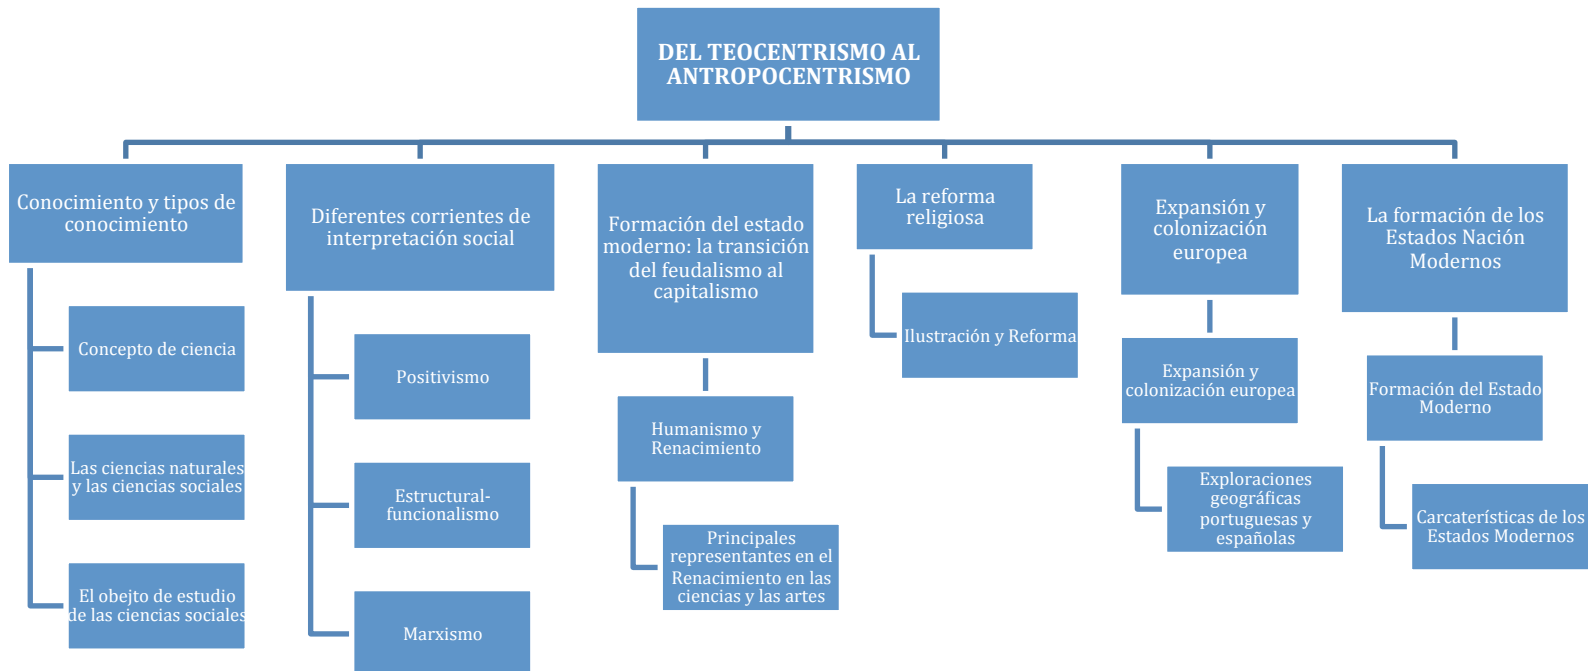 DEL TEOCENTRISMO AL
ANTROPOCENTRISMO
Conocimiento y tipos de
conocimiento
Concepto de ciencia
Las ciencias naturales
y las ciencias sociales
El obejto de estudio
de las ciencias sociales
Diferentes corrientes de
interpretación social
Positivismo
Estructural-
funcionalismo
Marxismo
Formación del estado
moderno: la transición
del feudalismo al
capitalismo
Humanismo y
Renacimiento
Principales
representantes en el
Renacimiento en las
ciencias y las artes
La reforma
religiosa
Ilustración y Reforma
Expansión y
colonización
europea
Expansión y
colonización europea
Exploraciones
geográficas
portuguesas y
españolas
La formación de los
Estados Nación
Modernos
Formación del Estado
Moderno
Carcaterísticas de los
Estados Modernos